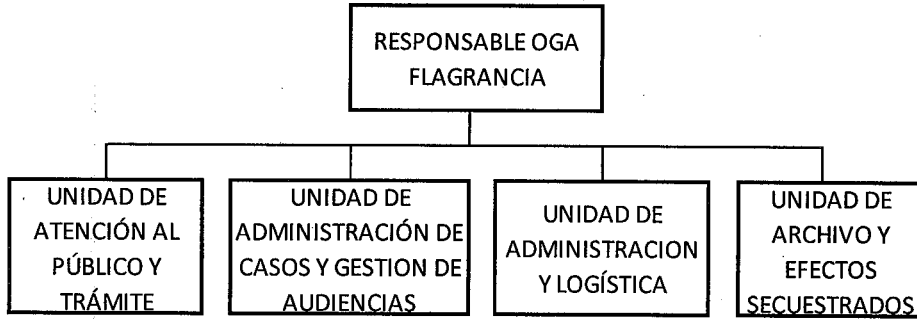 RESPONSABLE OGA
FLAGRANCIA
UNIDAD DE
ATENCIÓN AL
PÚBLICO Y
TRÁMITE
UNIDAD DE
ADMINISTRACIÓN DE
CASOS Y GESTION DE
AUDIENCIAS
UNIDAD DE
ADMINISTRACION
Y LOGÍSTICA
UNIDAD DE
ARCHIVO Y
EFECTOS
SECUESTRADOS